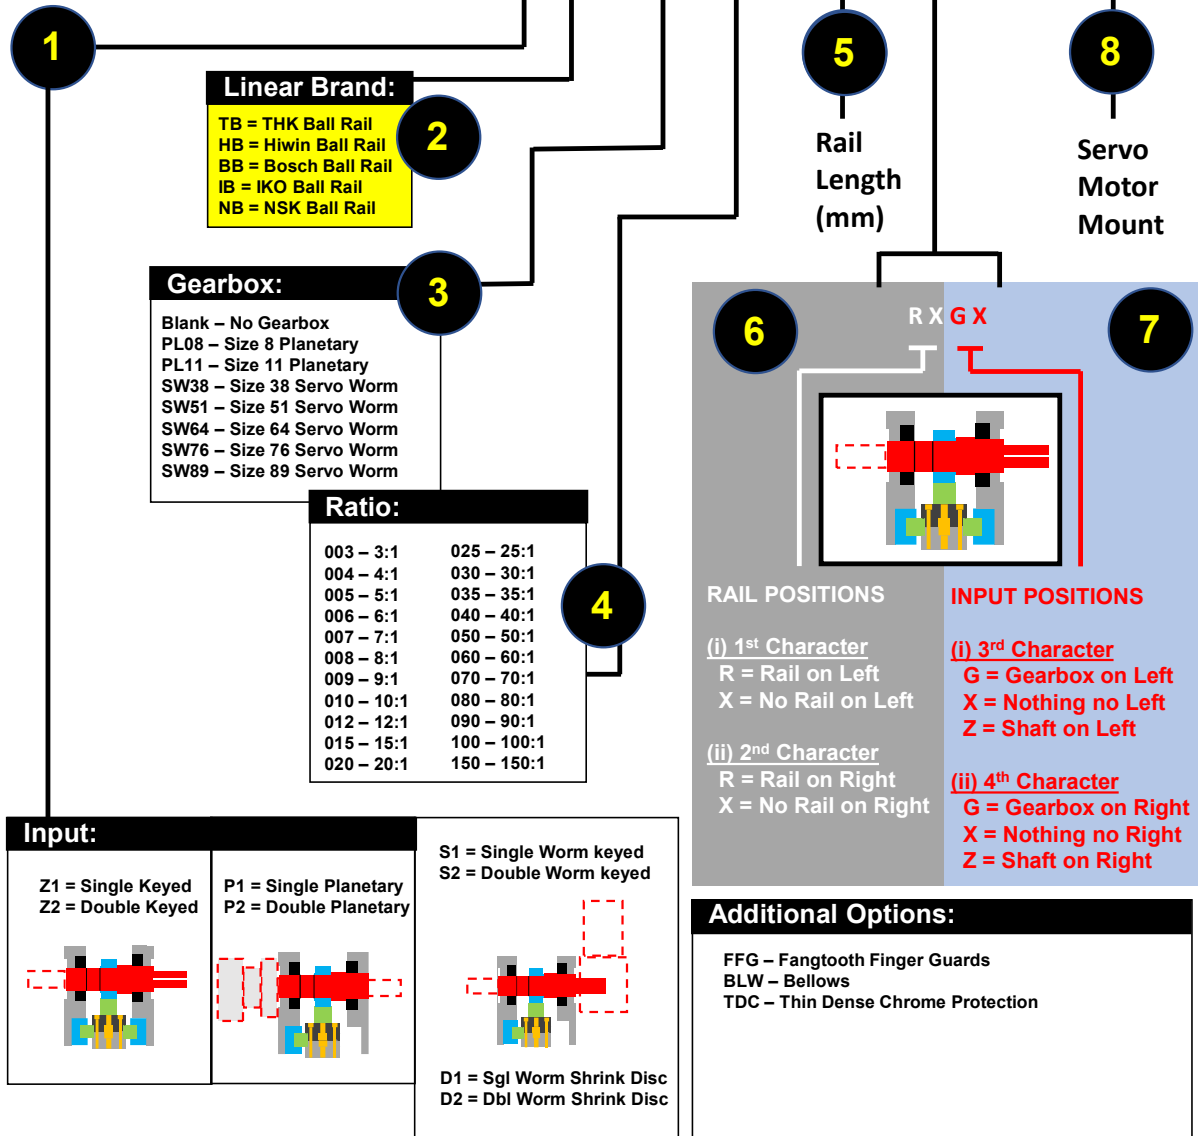 1
5
8
Linear Brand:
TB = THK Ball Rail
HB = Hiwin Ball Rail
BB = Bosch Ball Rail
IB = IKO Ball Rail
NB = NSK Ball Rail
2
Rail
Length
(mm)
Servo
Motor
Mount
Gearbox:
3
Blank – No Gearbox
PL08 – Size 8 Planetary
PL11 – Size 11 Planetary
SW38 – Size 38 Servo Worm
SW51 – Size 51 Servo Worm
SW64 – Size 64 Servo Worm
SW76 – Size 76 Servo Worm
SW89 – Size 89 Servo Worm
6
R X G X
7
Ratio:
003 – 3:1
004 – 4:1
005 – 5:1
006 – 6:1
007 – 7:1
008 – 8:1
009 – 9:1
010 – 10:1
012 – 12:1
015 – 15:1
020 – 20:1
025 – 25:1
030 – 30:1
035 – 35:1
040 – 40:1
050 – 50:1
060 – 60:1
070 – 70:1
080 – 80:1
090 – 90:1
100 – 100:1
150 – 150:1
4
RAIL POSITIONS
(i) 1st Character
R = Rail on Left
X = No Rail on Left
(ii) 2nd Character
R = Rail on Right
X = No Rail on Right
INPUT POSITIONS
(i) 3rd Character
G = Gearbox on Left
X = Nothing no Left
Z = Shaft on Left
(ii) 4th Character
G = Gearbox on Right
X = Nothing no Right
Z = Shaft on Right
Input:
Z1 = Single Keyed
Z2 = Double Keyed
P1 = Single Planetary
P2 = Double Planetary
S1 = Single Worm keyed
S2 = Double Worm keyed
D1 = Sgl Worm Shrink Disc
D2 = Dbl Worm Shrink Disc
Additional Options:
FFG – Fangtooth Finger Guards
BLW – Bellows
TDC – Thin Dense Chrome Protection